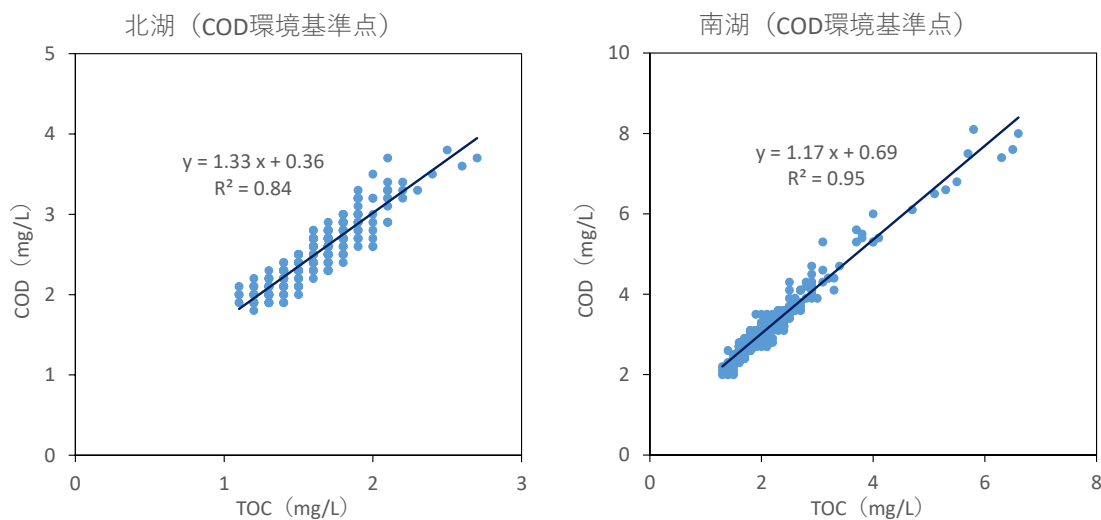 北湖（COD環境基準点）
5
4
3
2
1
0
COD（mg/L）
y = 1.33 x + 0.36
R² = 0.84
0
1
2
3
TOC（mg/L）
南湖（COD環境基準点）
10
8
6
4
2
0
COD（mg/L）
y = 1.17 x + 0.69
R² = 0.95
0
2
4
6
8
TOC（mg/L）